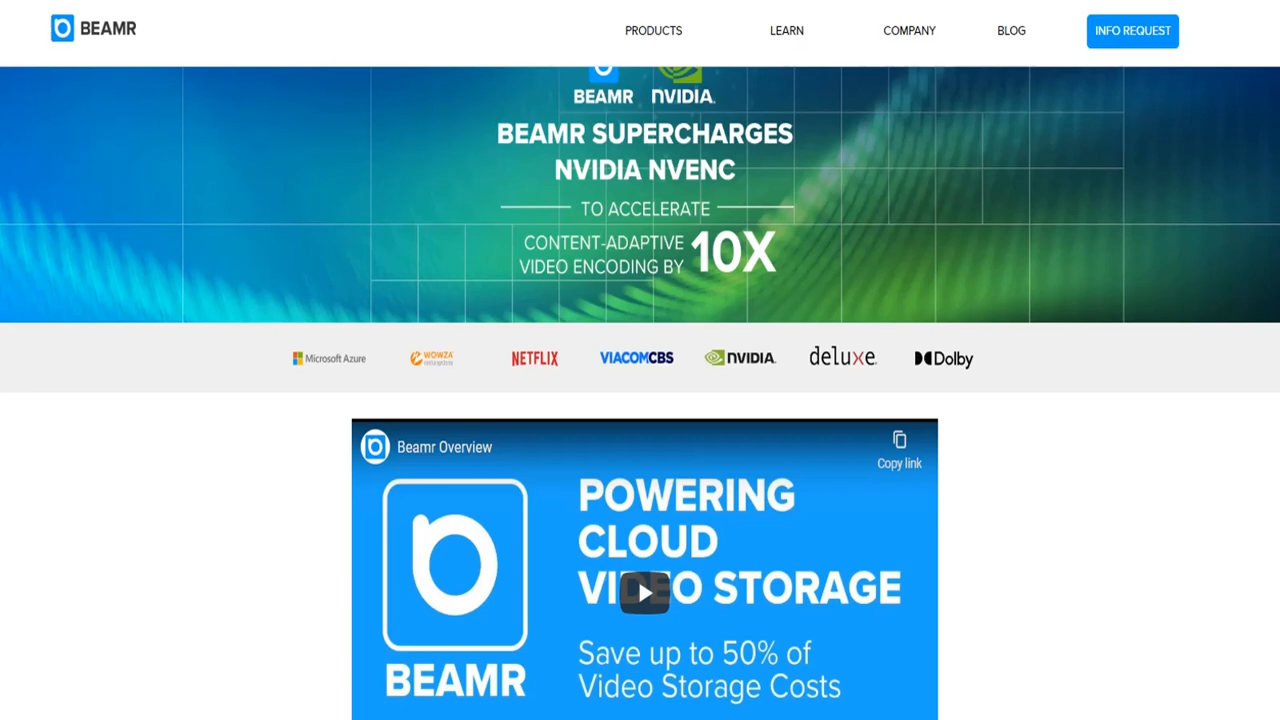 BEAMR
PRODUCTS
LEARN
COMPANY
BLOG
INFO REQUEST
BEAMR
NVIDIA.
BEAMR SUPERCHARGES
NVIDIA NVENC
TO ACCELERATE
CONTENT-ADAPTIVE
VIDEO ENCODING BY
10X
Microsoft Azure
WOWZA
NETFLIX
VIACOMCBS
NVIDIA.
deluxe.
Dolby
Beamr Overview
Copy link
POWERING
CLOUD
VIDEO STORAGE
Save up to 50% of
Video Storage Costs
BEAMR